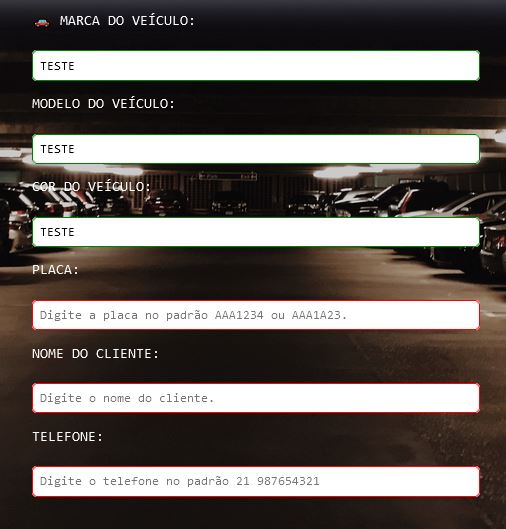 MARCA DO VEÍCULO:
TESTE
MODELO DO VEÍCULO:
TESTE
COR DO VEÍCULO:
TESTE
PLACA:
Digite a placa no padrão AAA1234 ou AAA1A23.
NOME DO CLIENTE:
Digite o nome do cliente.
TELEFONE:
Digite o telefone no padrão 21 987654321